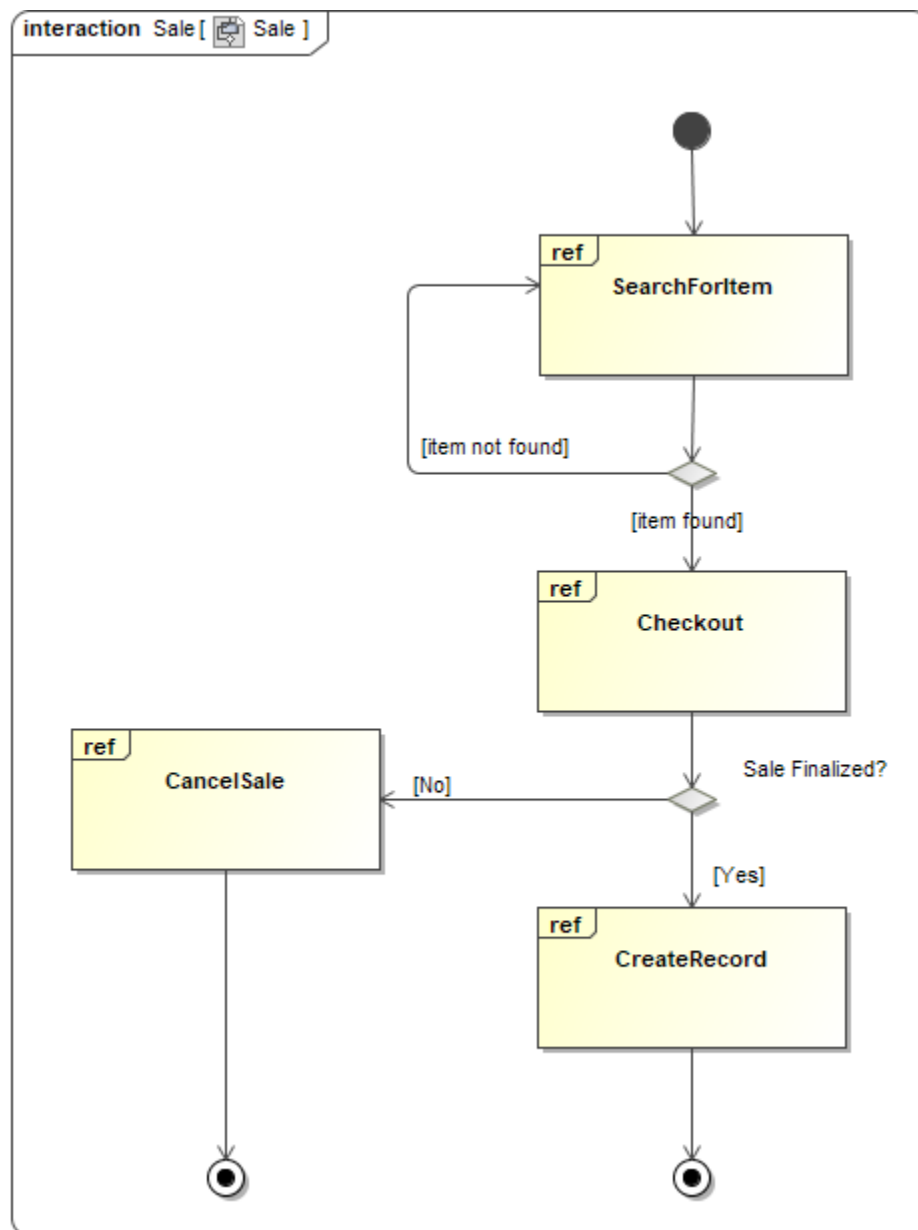 interaction Sale [ Sale ]
ref
SearchForItem
[item not found]
[item found]
ref
Checkout
ref
CancelSale
[No]
Sale Finalized?
[Yes]
ref
CreateRecord